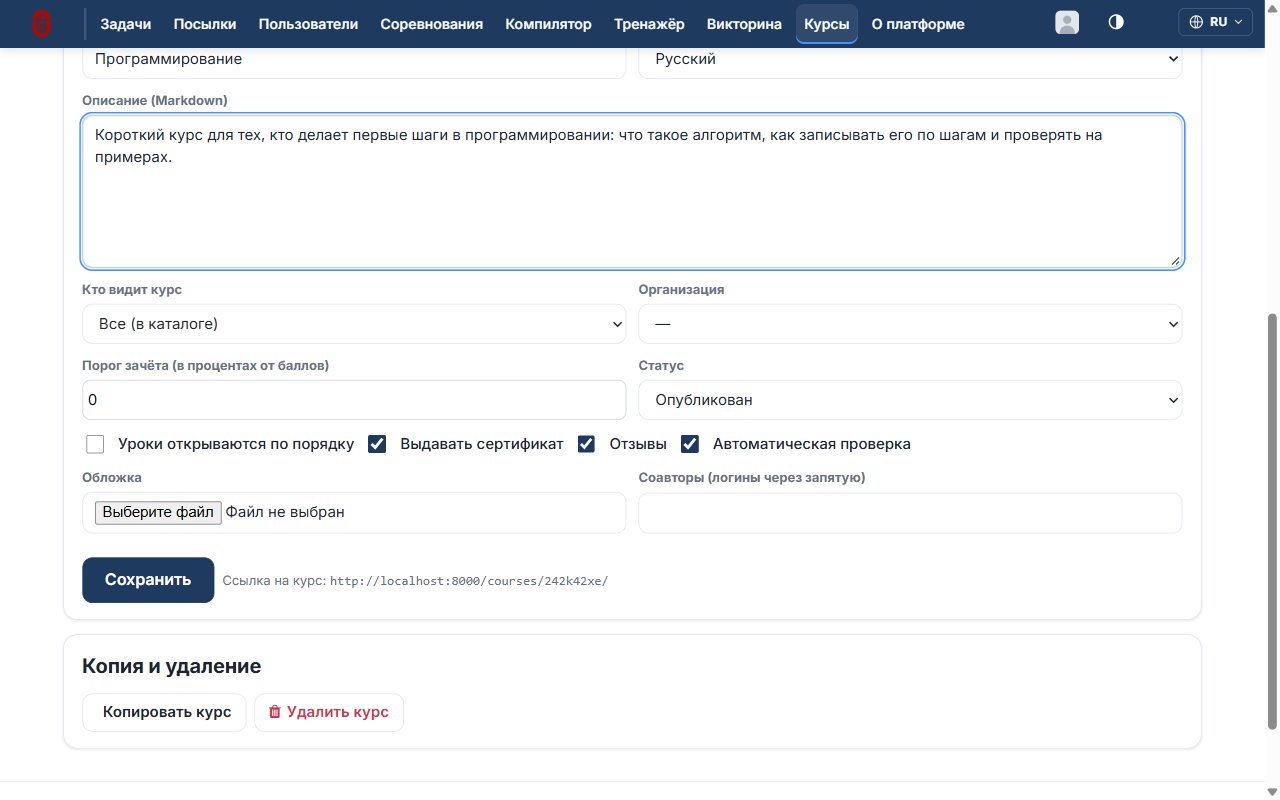 Задачи Посылки Пользователи Соревнования Компилятор Тренажёр Викторина Курсы О платформе RU
Программирование Русский
Описание (Markdown)
Короткий курс для тех, кто делает первые шаги в программировании: что такое алгоритм, как записывать его по шагам и проверять на
примерах.
Кто видит курс Организация
Все (в каталоге) —
Порог зачёта (в процентах от баллов) Статус
0 Опубликован
Уроки открываются по порядку Выдавать сертификат Отзывы Автоматическая проверка
Обложка Соавторы (логины через запятую)
Выберите файл Файл не выбран
Сохранить Ссылка на курс: http://localhost:8000/courses/242k42xe/
Копия и удаление
Копировать курс Удалить курс